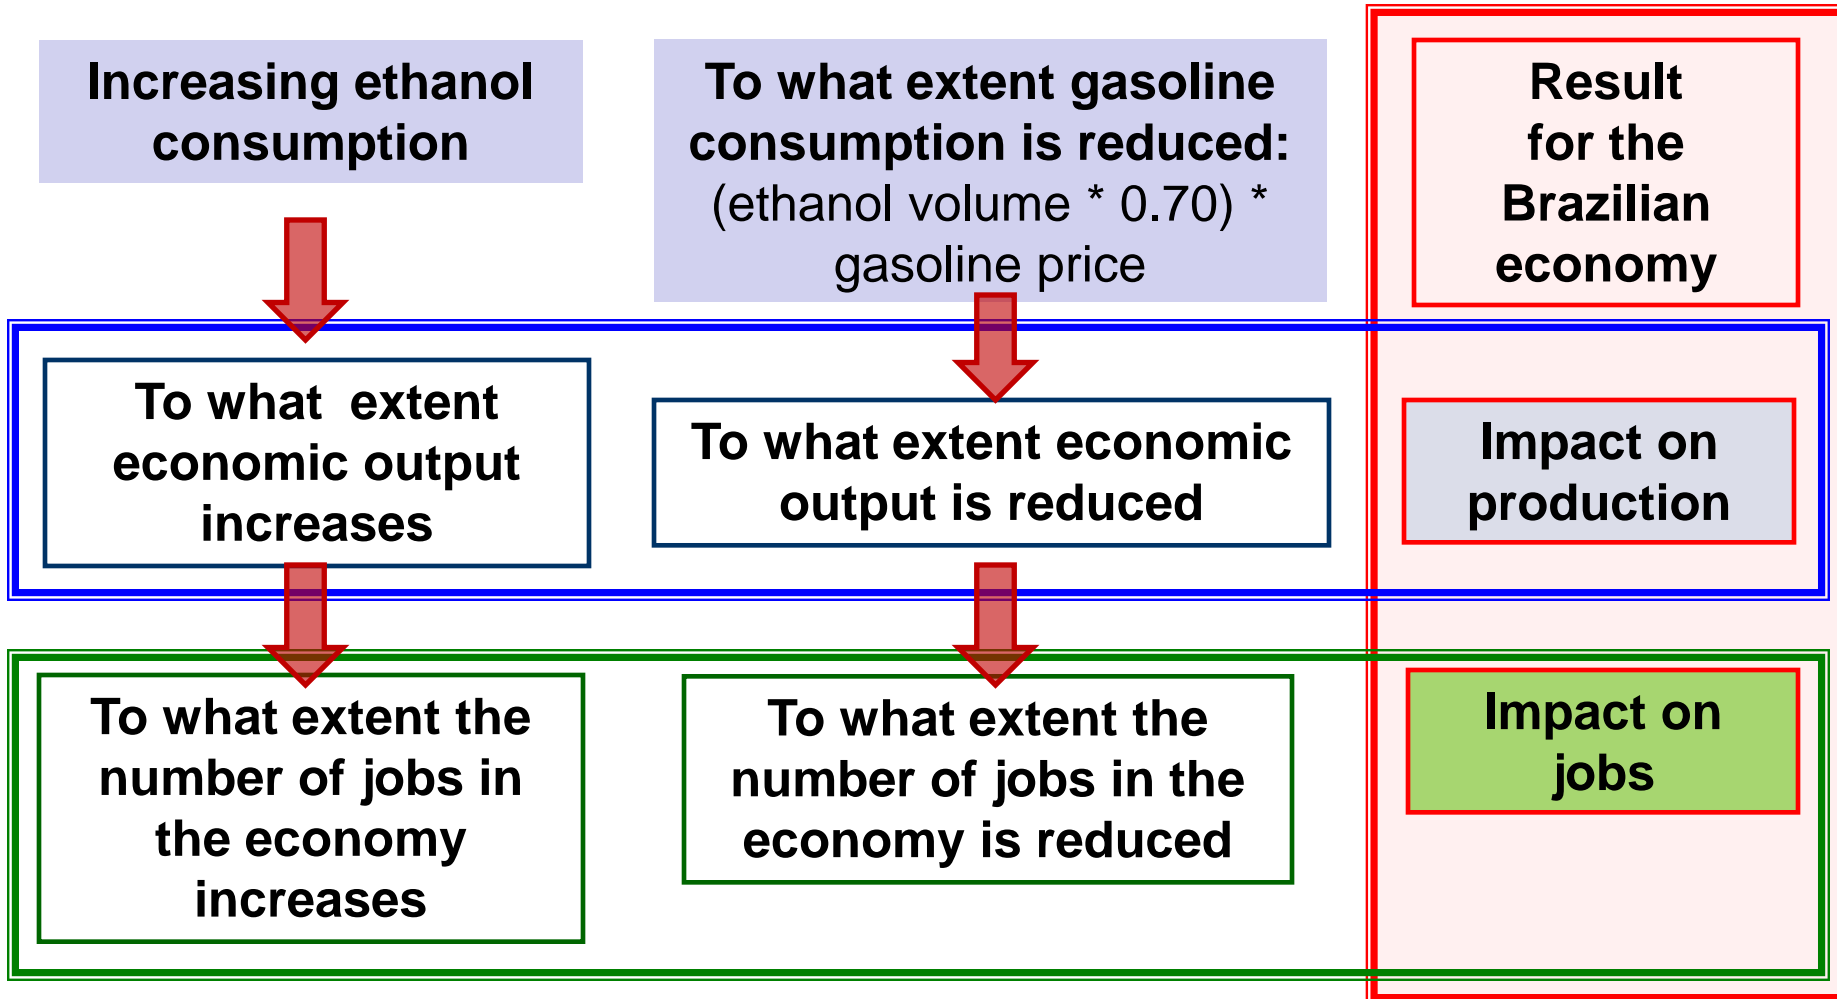 Increasing ethanol
consumption
To what extent gasoline
consumption is reduced:
(ethanol volume * 0.70) *
gasoline price
Result
for the
Brazilian
economy
To what extent
economic output
increases
To what extent economic
output is reduced
Impact on
production
To what extent the
number of jobs in
the economy
increases
To what extent the
number of jobs in the
economy is reduced
Impact on
jobs